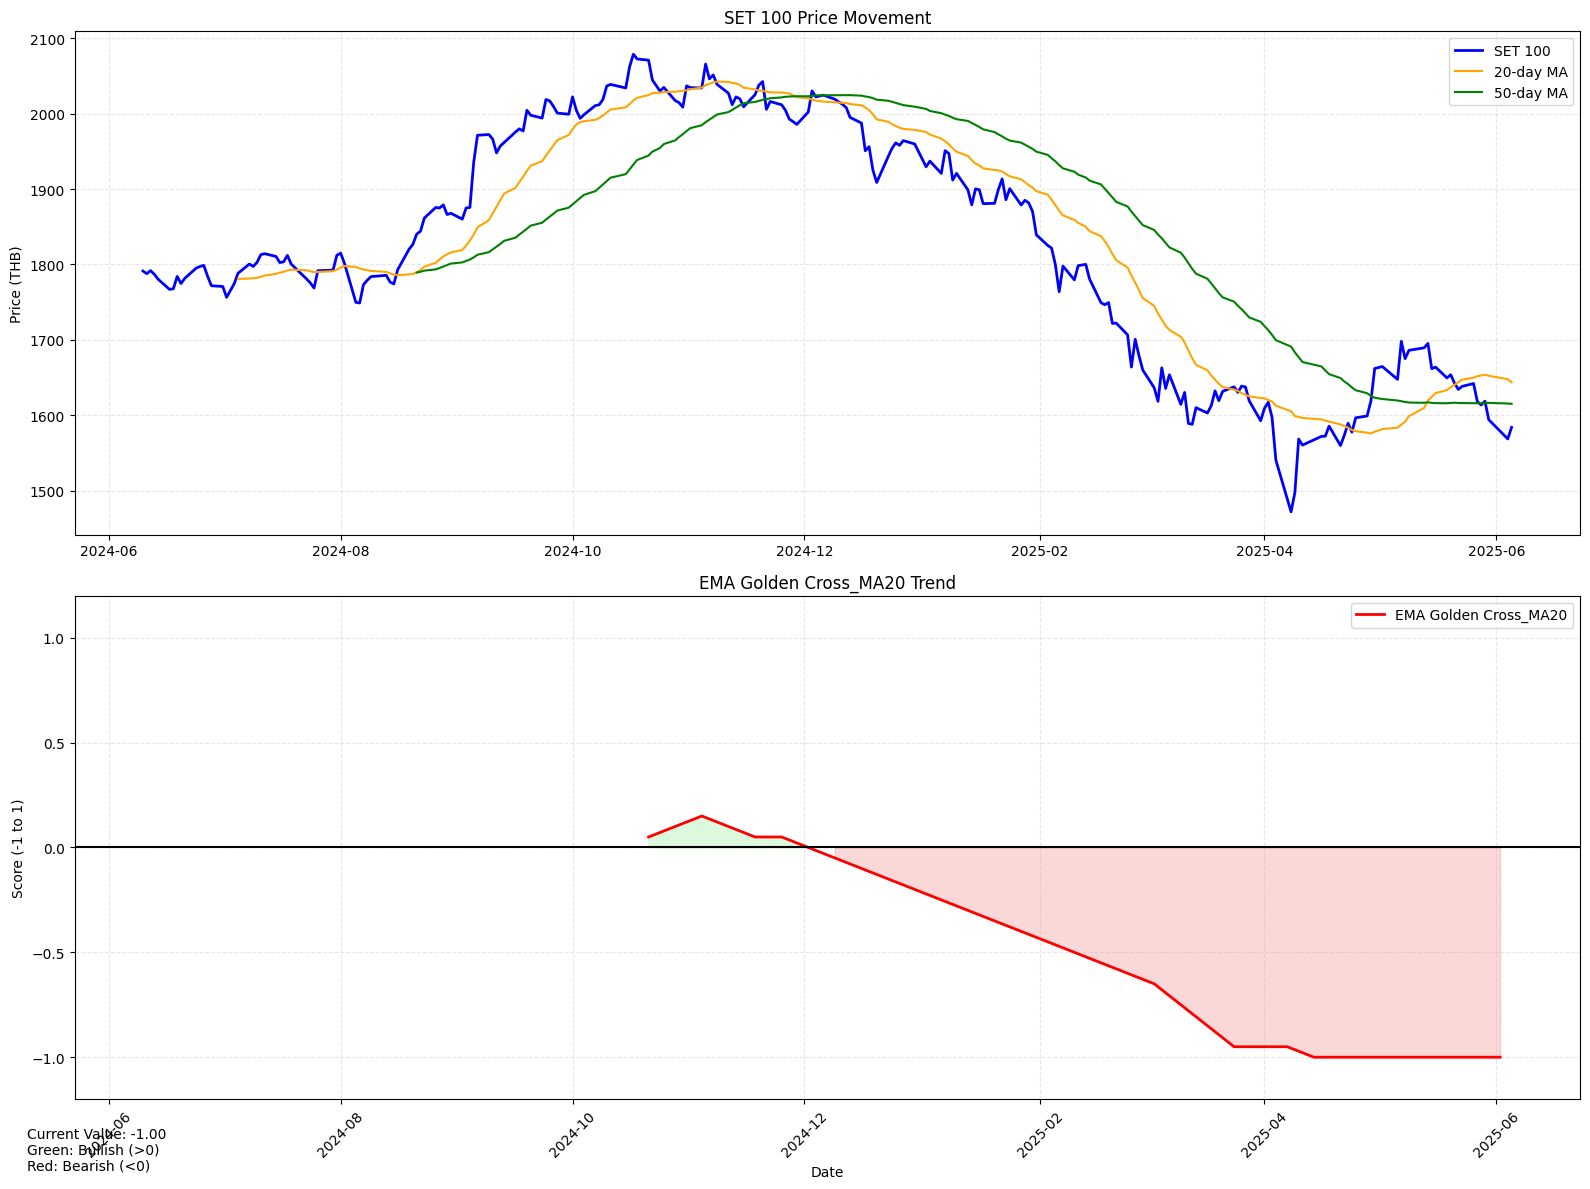 SET 100 Price Movement
Price (THB)
2100
2000
1900
1800
1700
1600
1500
SET 100
20-day MA
50-day MA
2024-06
2024-08
2024-10
2024-12
2025-02
2025-04
2025-06
EMA Golden Cross_MA20 Trend
Score (-1 to 1)
1.0
0.5
0.0
−0.5
−1.0
EMA Golden Cross_MA20
2024-06
2024-08
2024-10
2024-12
2025-02
2025-04
2025-06
Date
Current Value: -1.00
Green: Bullish (>0)
Red: Bearish (<0)